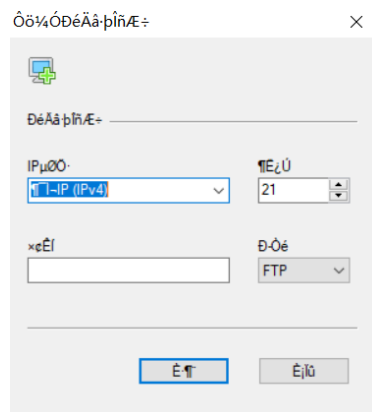 Ôö¼ÓÐéÄâ·þÎñÆ÷
ÐéÄâ·þÎñÆ÷
IPµØÖ·
¶Ë¿Ú
¶¯Ì¬IP (IPv4)
21
×¢ÊÍ
Ð­Òé
FTP
È·¶¨
È¡Ïû